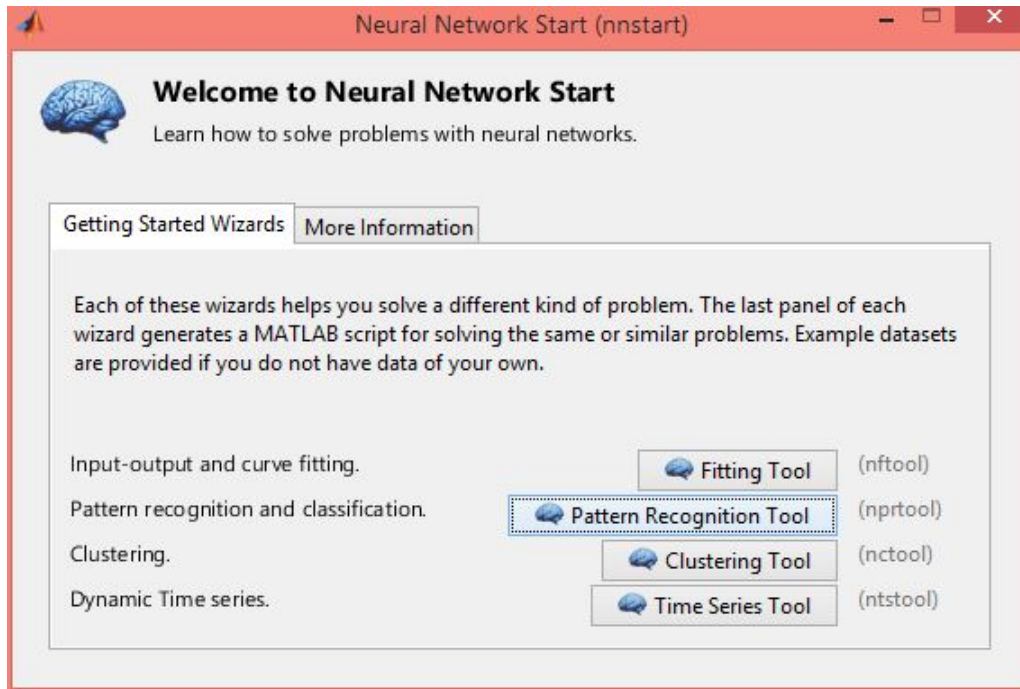 Neural Network Start (nnstart)
Welcome to Neural Network Start
Learn how to solve problems with neural networks.
Getting Started Wizards
More Information
Each of these wizards helps you solve a different kind of problem. The last panel of each
wizard generates a MATLAB script for solving the same or similar problems. Example datasets
are provided if you do not have data of your own.
Input-output and curve fitting. Fitting Tool (nftool)
Pattern recognition and classification. Pattern Recognition Tool (nprtool)
Clustering. Clustering Tool (nctool)
Dynamic Time series. Time Series Tool (ntstool)